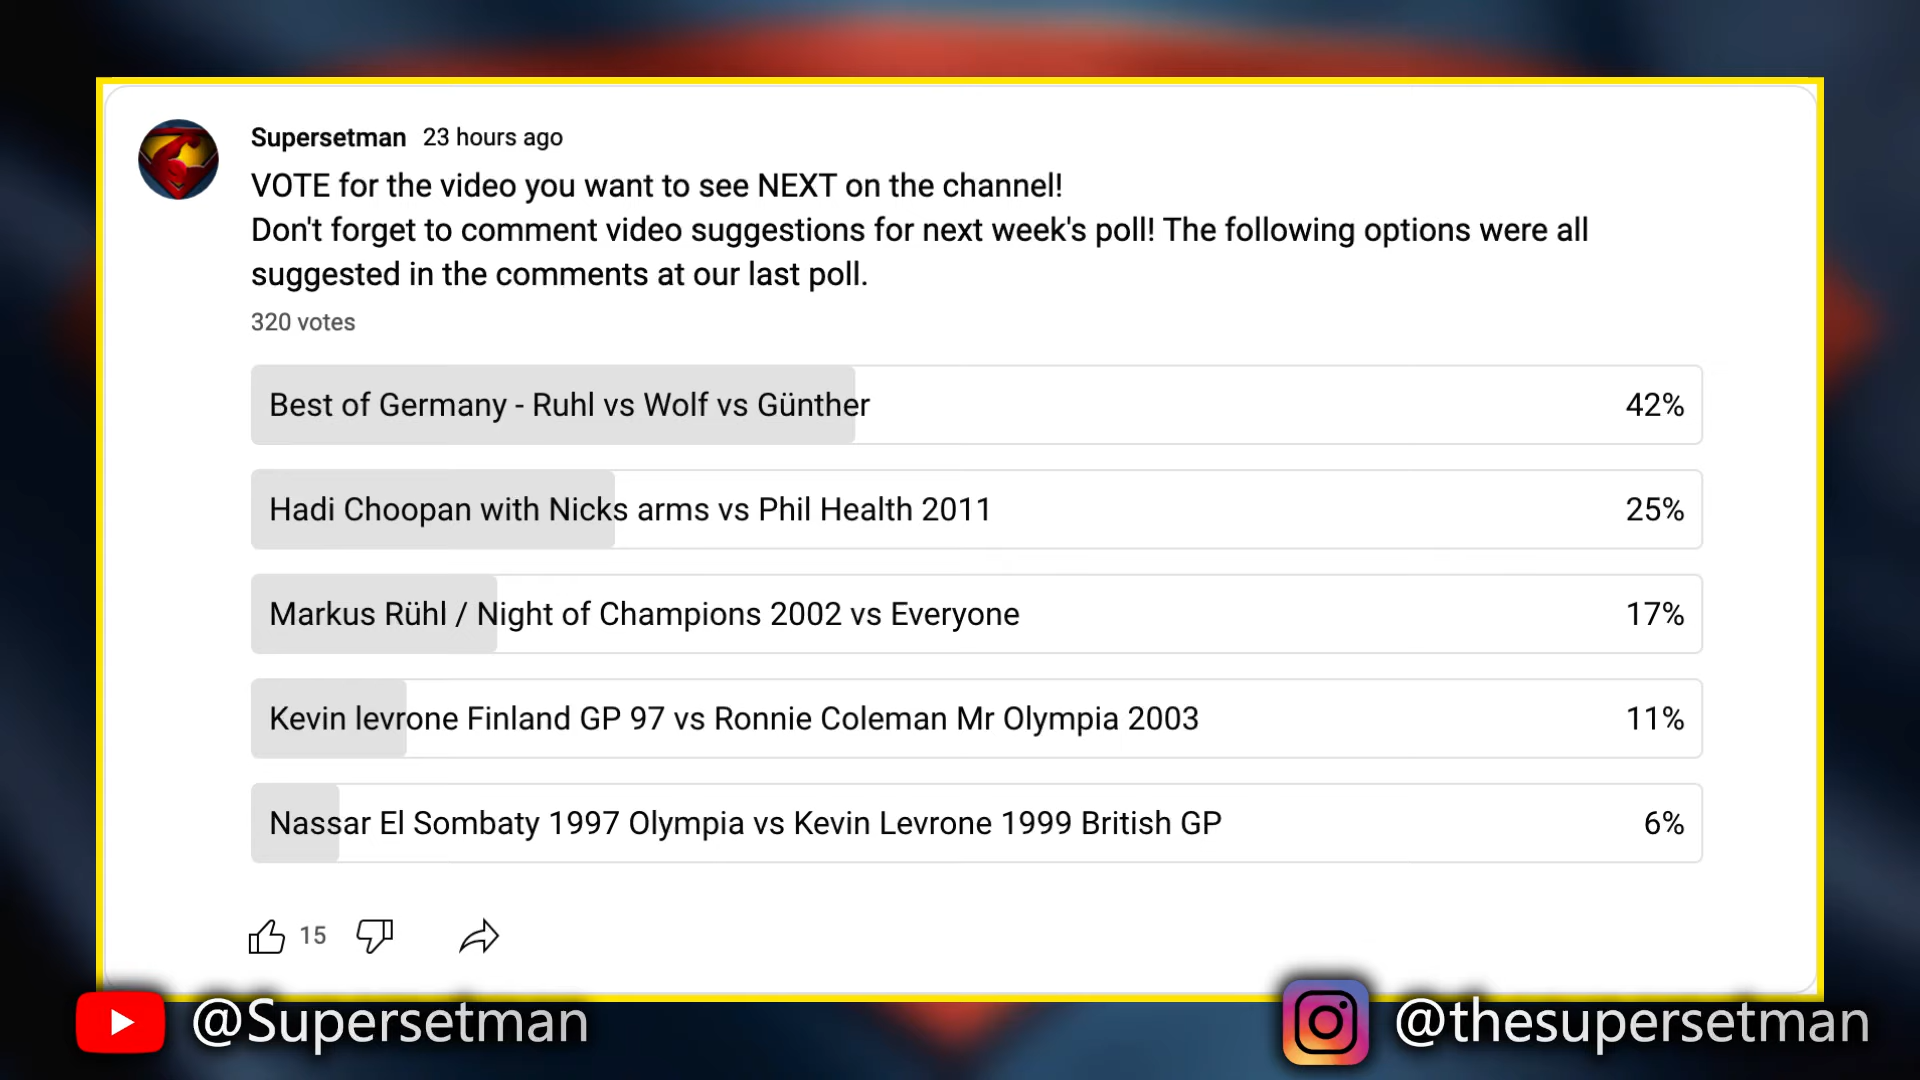 Supersetman 23 hours ago
VOTE for the video you want to see NEXT on the channel!
Don't forget to comment video suggestions for next week's poll! The following options were all
suggested in the comments at our last poll.
320 votes
Best of Germany - Ruhl vs Wolf vs Günther 42%
Hadi Choopan with Nicks arms vs Phil Health 2011 25%
Markus Rühl / Night of Champions 2002 vs Everyone 17%
Kevin levrone Finland GP 97 vs Ronnie Coleman Mr Olympia 2003 11%
Nassar El Sombaty 1997 Olympia vs Kevin Levrone 1999 British GP 6%
15
@Supersetman @thesupersetman